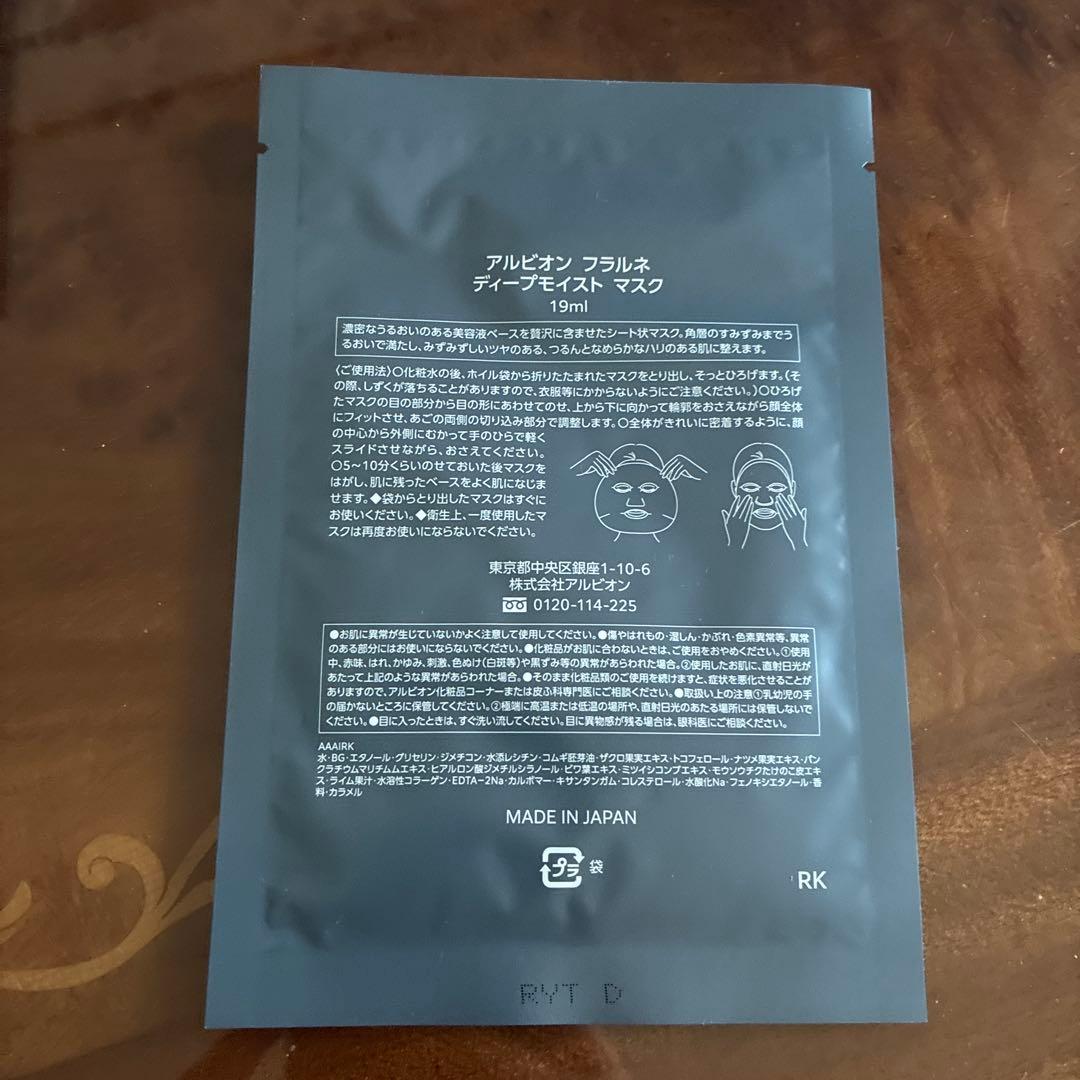 アルビオン フラルネ
ディープモイスト マスク
19ml
濃密なうるおいのある美容液ベースを贅沢に含ませたシート状マスク。角層のすみずみまでう
るおいで満たし、みずみずしいツヤのある、つるんとなめらかなハリのある肌に整えます。
〈ご使用法〉○化粧水の後、ホイル袋から折りたたまれたマスクをとり出し、そっとひろげます。(そ
の際、しずくが落ちることがありますので、衣服等にかからないようにご注意ください。)○ひろげ
たマスクの目の部分から目の形にあわせてのせ、上から下に向かって輪郭をおさえながら顔全体
にフィットさせ、あごの両側の切り込み部分で調整します。○全体がきれいに密着するように、顔
の中心から外側にむかって手のひらで軽く
スライドさせながら、おさえてください。
○5〜10分くらいのせておいた後マスクを
はがし、肌に残ったベースをよく肌になじま
せます。◆袋からとり出したマスクはすぐに
お使いください。◆衛生上、一度使用したマ
スクは再度お使いにならないでください。
東京都中央区銀座1-10-6
株式会社アルビオン
0120-114-225
●お肌に異常が生じていないかよく注意して使用してください。●傷やはれもの・湿しん・かぶれ・色素異常等、異常
のある部分にはお使いにならないでください。●化粧品がお肌に合わないときは、ご使用をおやめください。①使用
中、赤味、はれ、かゆみ、刺激、色ぬけ(白斑等)や黒ずみ等の異常があらわれた場合。②使用したお肌に、直射日光が
あたって上記のような異常があらわれた場合。●そのまま化粧品類のご使用を続けますと、症状を悪化させることが
ありますので、アルビオン化粧品コーナーまたは皮ふ科専門医にご相談ください。●取扱い上の注意①乳幼児の手
の届かないところに保管してください。②極端に高温または低温の場所や、直射日光のあたる場所には保管しないで
ください。●目に入ったときは、すぐ洗い流してください。目に異物感が残る場合は、眼科医にご相談ください。
AAAIRK
水・BG・エタノール・グリセリン・ジメチコン・水添レシチン・コムギ胚芽油・ザクロ果実エキス・トコフェロール・ナツメ果実エキス・パン
クラチウムマリチムムエキス・ヒアルロン酸ジメチルシラノール・ビワ葉エキス・ミツイシコンブエキス・モウソウチクたけのこ皮エキ
ス・ライム果汁・水溶性コラーゲン・EDTA-2Na・カルボマー・キサンタンガム・コレステロール・水酸化Na・フェノキシエタノール・香
料・カラメル
MADE IN JAPAN
プラ 袋
RK
RYT D